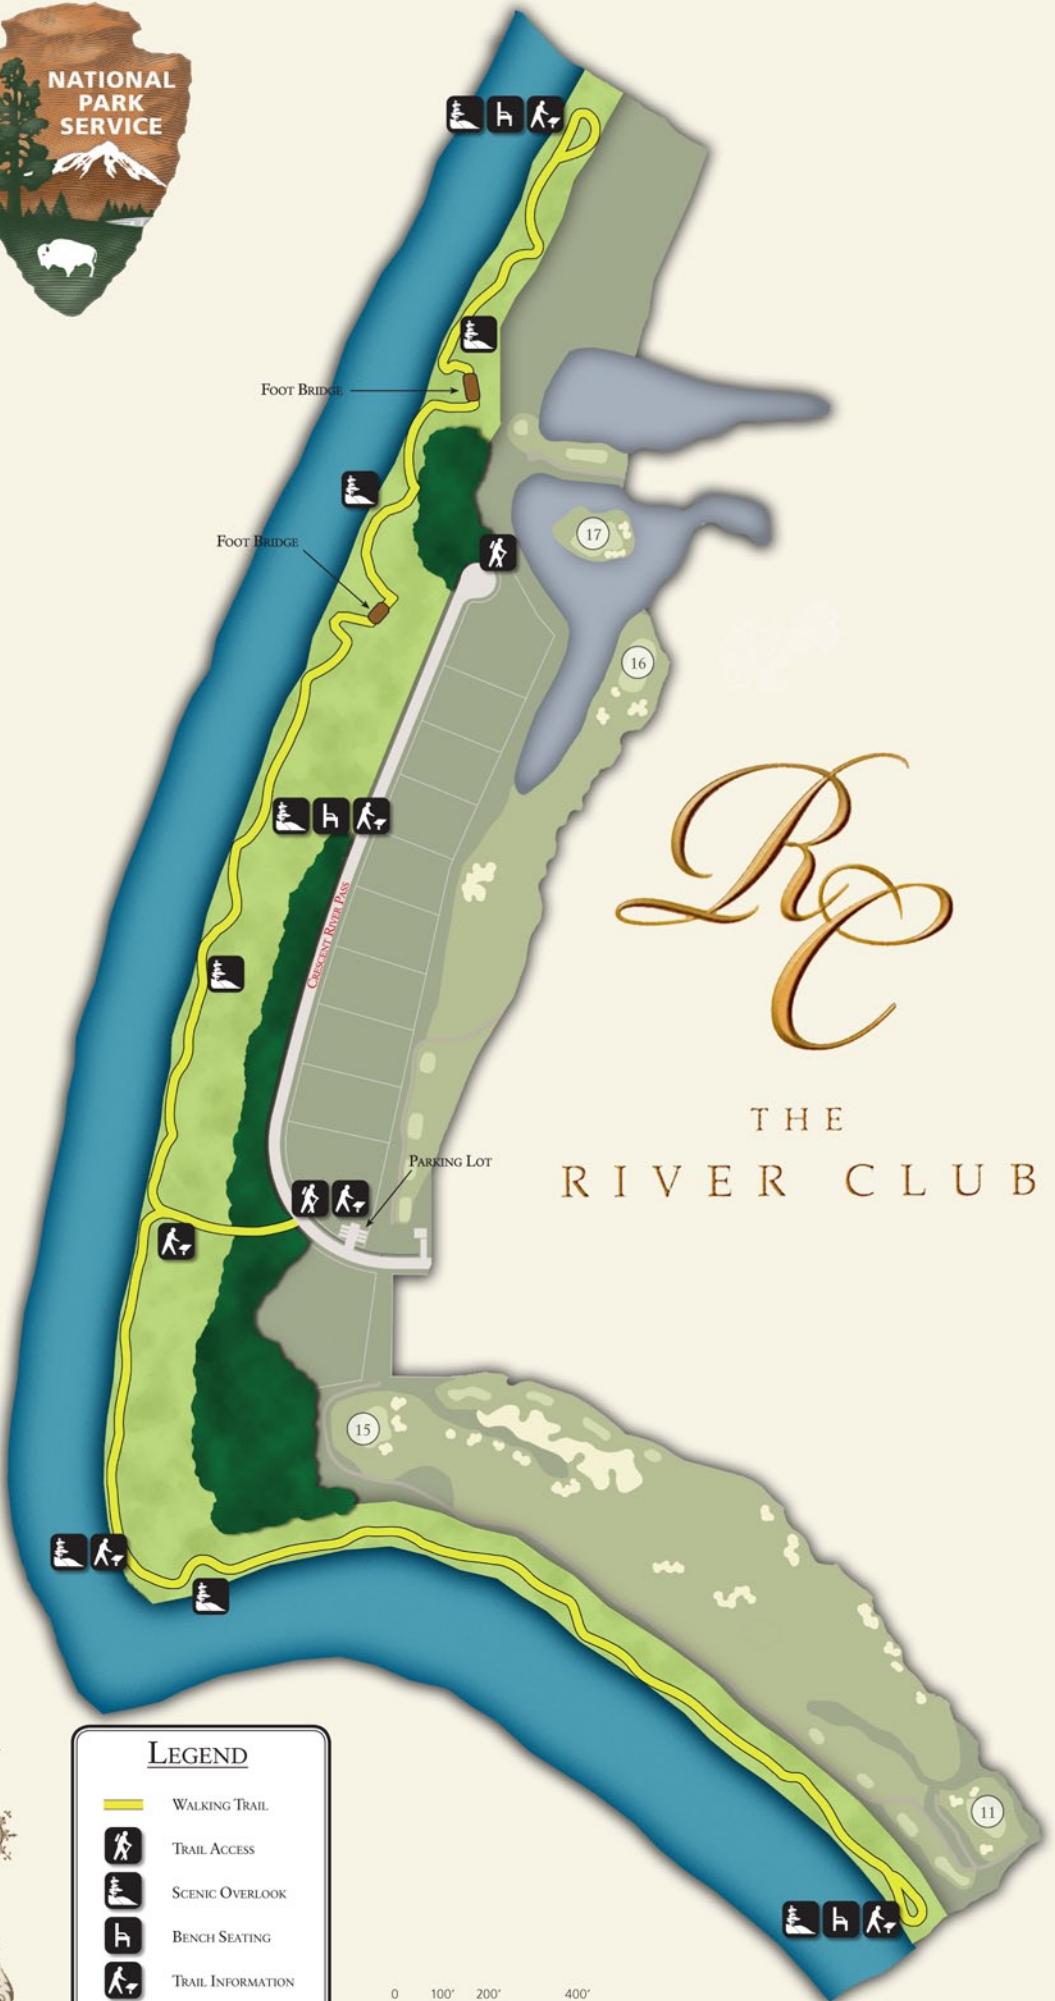 NATIONAL
PARK
SERVICE
Foot Bridge
Foot Bridge
17
16
RC
THE
RIVER CLUB
Crescent River Pass
Parking Lot
15
11
Legend
Walking Trail
Trail Access
Scenic Overlook
Bench Seating
Trail Information
0 100' 200' 400'